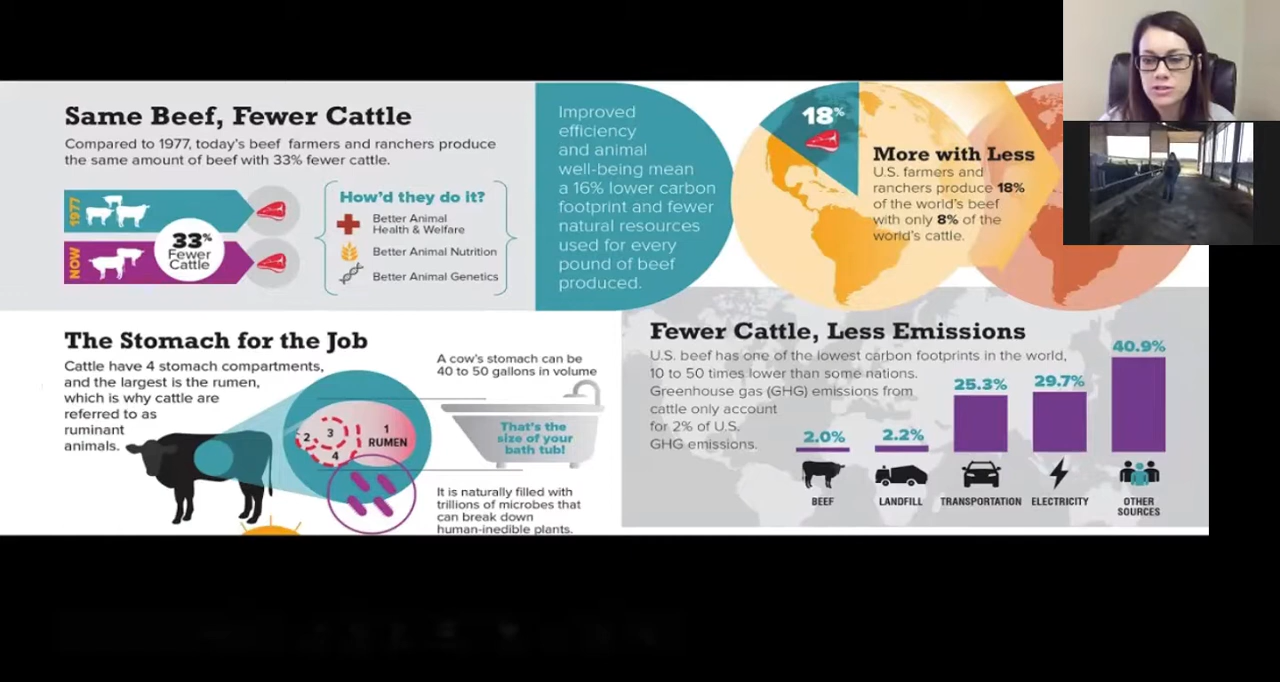 Same Beef, Fewer Cattle
Compared to 1977, today's beef farmers and ranchers produce
the same amount of beef with 33% fewer cattle.
1977
NOW
33%
Fewer
Cattle
How'd they do it?
Better Animal
Health & Welfare
Better Animal Nutrition
Better Animal Genetics
Improved
efficiency
and animal
well-being mean
a 16% lower carbon
footprint and fewer
natural resources
used for every
pound of beef
produced.
18%
More with Less
U.S. farmers and
ranchers produce 18%
of the world's beef
with only 8% of the
world's cattle.
The Stomach for the Job
Cattle have 4 stomach compartments,
and the largest is the rumen,
which is why cattle are
referred to as
ruminant
animals.
1
RUMEN
2
3
4
A cow's stomach can be
40 to 50 gallons in volume
That's the
size of your
bath tub!
It is naturally filled with
trillions of microbes that
can break down
human-inedible plants.
Fewer Cattle, Less Emissions
U.S. beef has one of the lowest carbon footprints in the world,
10 to 50 times lower than some nations.
Greenhouse gas (GHG) emissions from
cattle only account
for 2% of U.S.
GHG emissions.
2.0%
2.2%
25.3%
29.7%
40.9%
BEEF
LANDFILL
TRANSPORTATION
ELECTRICITY
OTHER
SOURCES